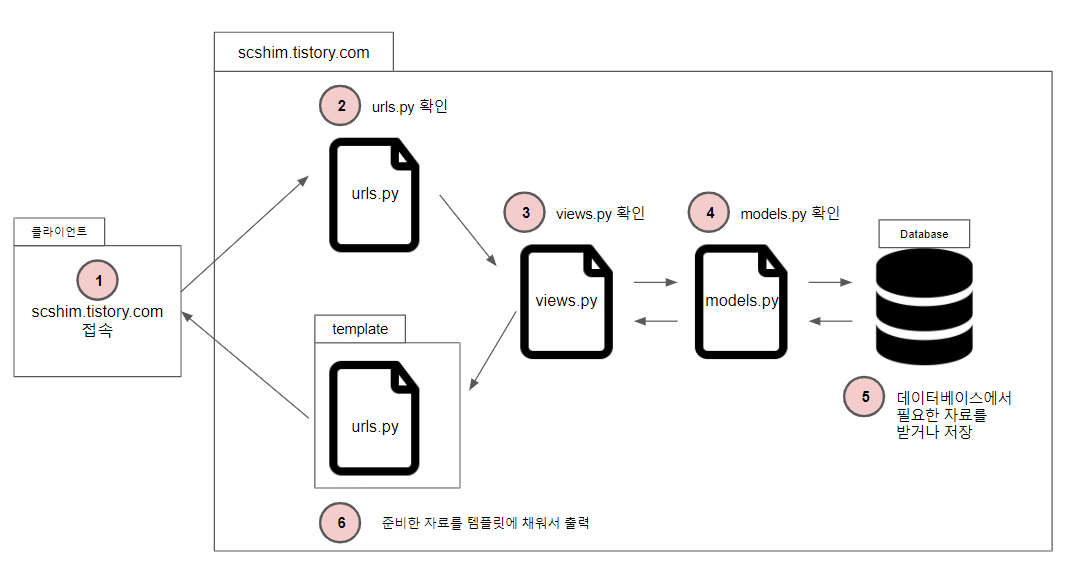 scshim.tistory.com
2
urls.py 확인
urls.py
클라이언트
1
scshim.tistory.com
접속
3
views.py 확인
views.py
4
models.py 확인
models.py
Database
5
데이터베이스에서
필요한 자료를
받거나 저장
template
urls.py
6
준비한 자료를 템플릿에 채워서 출력